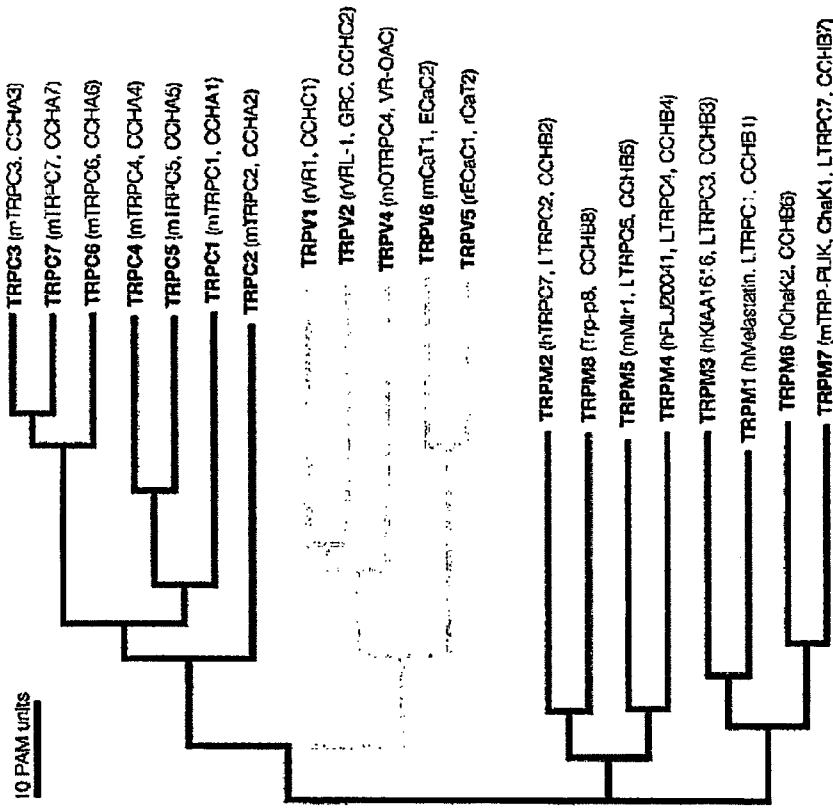 TRPC3 (mTRPC3, CCHA3)
TRPC7 (mTRPC7, CCHA7)
TRPC6 (mTRPC6, CCHA6)
TRPC4 (mTRPC4, CCHA4)
TRPC5 (mTRPC5, CCHA5)
TRPC1 (mTRPC1, CCHA1)
TRPC2 (mTRPC2, CCHA2)
TRPV1 (rVR1, CCHC1)
TRPV2 (rVRL-1, GRC, CCHC2)
TRPV4 (mOTRPC4, VR-OAC)
TRPV6 (mCaT1, ECaC2)
TRPV5 (rECaC1, rCaT2)
TRPM2 (hTRPC7, LTRPC2, CCHB2)
TRPM8 (Trp-p8, CCHB8)
TRPM5 (mMtr1, LTRPC5, CCHB5)
TRPM4 (hFLJ20041, LTRPC4, CCHB4)
TRPM3 (hKIAA1616, LTRPC3, CCHB3)
TRPM1 (hMelastatin, LTRPC1, CCHB1)
TRPM6 (hChaK2, CCHB6)
TRPM7 (mTRP-PLIK, ChaK1, LTRPC7, CCHB7)
10 PAM units